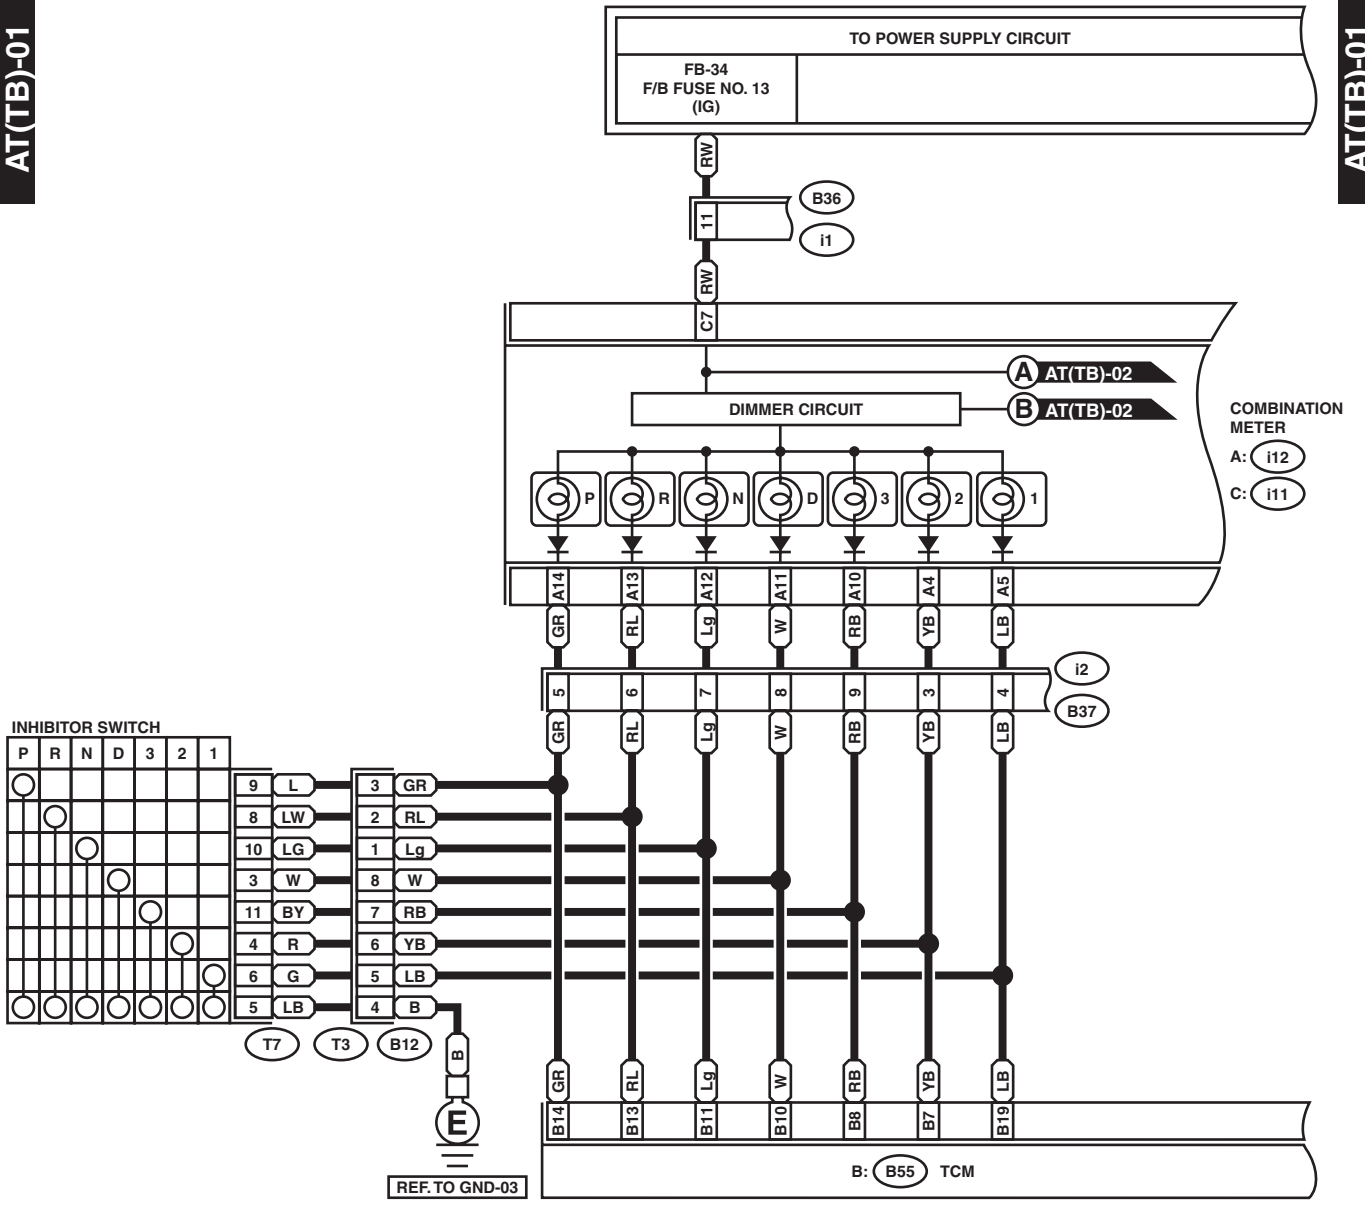 AT(TB)-01
AT(TB)-01
TO POWER SUPPLY CIRCUIT
FB-34
F/B FUSE NO. 13
(IG)
RW
11
B36
i1
RW
C7
A AT(TB)-02
DIMMER CIRCUIT
B AT(TB)-02
COMBINATION
METER
A: i12
C: i11
P R N D 3 2 1
A14 A13 A12 A11 A10 A4 A5
GR RL Lg W RB YB LB
i2
5 6 7 8 9 3 4
B37
GR RL Lg W RB YB LB
INHIBITOR SWITCH
P R N D 3 2 1
9 L 3 GR
8 LW 2 RL
10 LG 1 Lg
3 W 8 W
11 BY 7 RB
4 R 6 YB
6 G 5 LB
5 LB 4 B
T7 T3 B12
B
E
REF. TO GND-03
GR RL Lg W RB YB LB
B14 B13 B11 B10 B8 B7 B19
B: B55 TCM